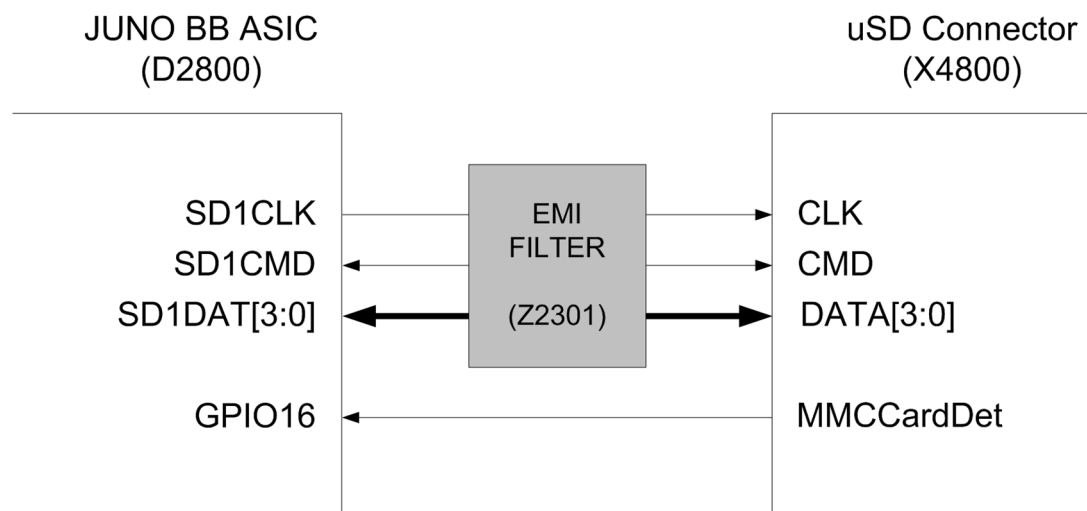 JUNO BB ASIC
(D2800)
uSD Connector
(X4800)
SD1CLK
SD1CMD
SD1DAT[3:0]
GPIO16
EMI
FILTER
(Z2301)
CLK
CMD
DATA[3:0]
MMCCardDet